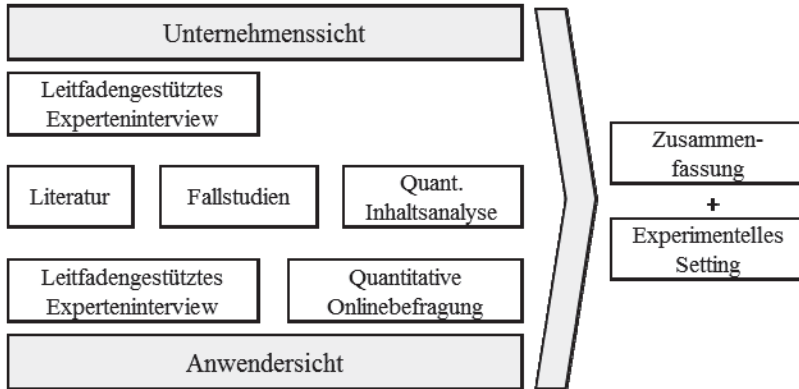 Unternehmenssicht
Leitfadengestütztes
Experteninterview
Literatur
Fallstudien
Quant.
Inhaltsanalyse
Leitfadengestütztes
Experteninterview
Quantitative
Onlinebefragung
Anwendersicht
Zusammen-
fassung
+
Experimentelles
Setting